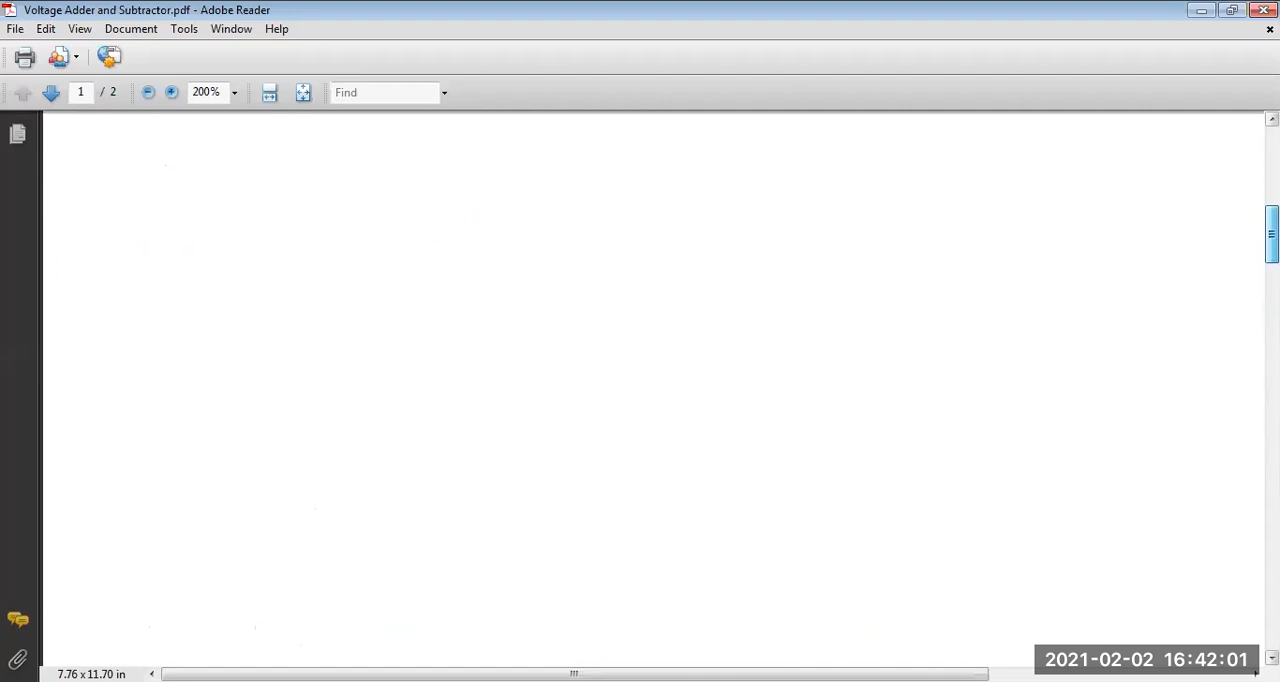 Voltage Adder and Subtractor.pdf - Adobe Reader
File Edit View Document Tools Window Help
1 / 2 200% Find
7.76 x 11.70 in
2021-02-02 16:42:01